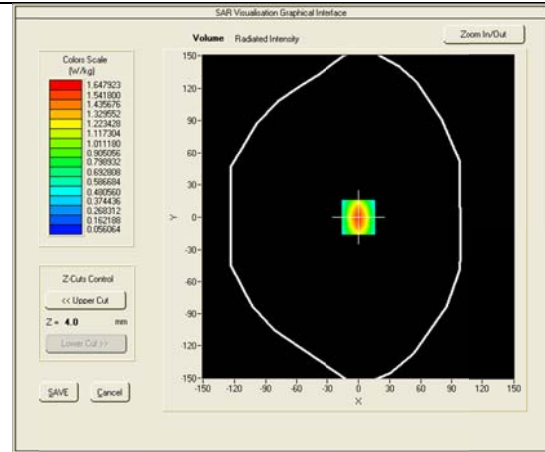 SAR Visualisation Graphical Interface
Volume Radiated Intensity
Zoom In/Out
Colors Scale
(W/kg)
1.647923
1.541800
1.435676
1.329552
1.223428
1.117304
1.011180
0.905056
0.798932
0.692808
0.586684
0.480560
0.374436
0.268312
0.162188
0.056064
Z-Cuts Control
<< Upper Cut
Z = 4.0 mm
Lower Cut >>
SAVE Cancel
150-
120-
90-
60-
30-
0-
-30-
-60-
-90-
-120-
-150-
Y
-150 -120 -90 -60 -30 0 30 60 90 120 150
X